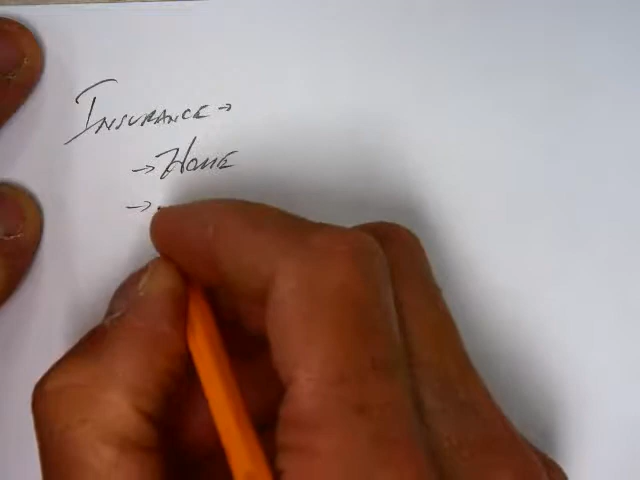 INSURANCE →
→ HOME
→